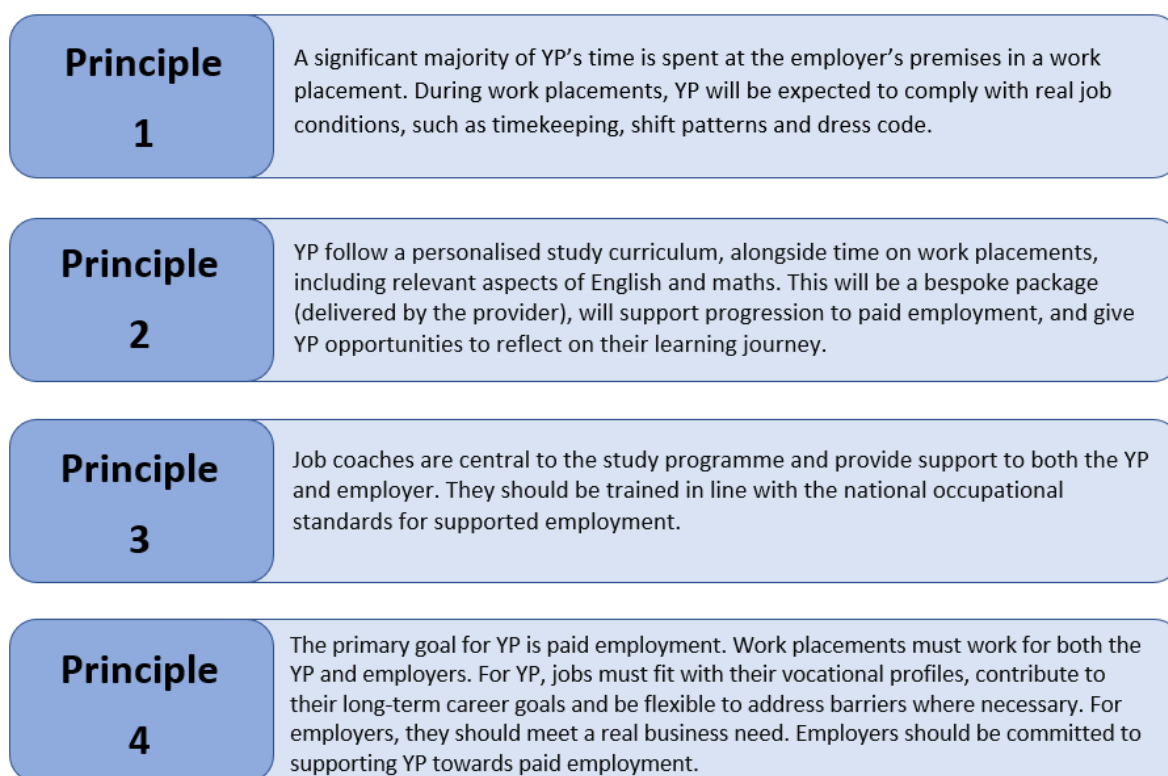 Principle
1
A significant majority of YP’s time is spent at the employer’s premises in a work
placement. During work placements, YP will be expected to comply with real job
conditions, such as timekeeping, shift patterns and dress code.
Principle
2
YP follow a personalised study curriculum, alongside time on work placements,
including relevant aspects of English and maths. This will be a bespoke package
(delivered by the provider), will support progression to paid employment, and give
YP opportunities to reflect on their learning journey.
Principle
3
Job coaches are central to the study programme and provide support to both the YP
and employer. They should be trained in line with the national occupational
standards for supported employment.
Principle
4
The primary goal for YP is paid employment. Work placements must work for both the
YP and employers. For YP, jobs must fit with their vocational profiles, contribute to
their long-term career goals and be flexible to address barriers where necessary. For
employers, they should meet a real business need. Employers should be committed to
supporting YP towards paid employment.